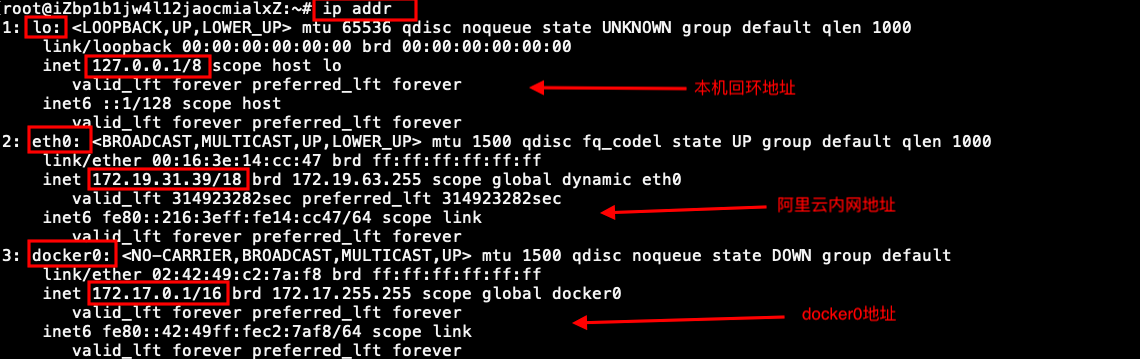 root@iZbp1b1jw4l12jaocmialxZ:~# ip addr
1: lo: <LOOPBACK,UP,LOWER_UP> mtu 65536 qdisc noqueue state UNKNOWN group default qlen 1000
link/loopback 00:00:00:00:00:00 brd 00:00:00:00:00:00
inet 127.0.0.1/8 scope host lo
valid_lft forever preferred_lft forever
本机回环地址
inet6 ::1/128 scope host
valid_lft forever preferred_lft forever
2: eth0: <BROADCAST,MULTICAST,UP,LOWER_UP> mtu 1500 qdisc fq_codel state UP group default qlen 1000
link/ether 00:16:3e:14:cc:47 brd ff:ff:ff:ff:ff:ff
inet 172.19.31.39/18 brd 172.19.63.255 scope global dynamic eth0
valid_lft 314923282sec preferred_lft 314923282sec
阿里云内网地址
inet6 fe80::216:3eff:fe14:cc47/64 scope link
valid_lft forever preferred_lft forever
3: docker0: <NO-CARRIER,BROADCAST,MULTICAST,UP> mtu 1500 qdisc noqueue state DOWN group default
link/ether 02:42:49:c2:7a:f8 brd ff:ff:ff:ff:ff:ff
inet 172.17.0.1/16 brd 172.17.255.255 scope global docker0
valid_lft forever preferred_lft forever
docker0地址
inet6 fe80::42:49ff:fec2:7af8/64 scope link
valid_lft forever preferred_lft forever